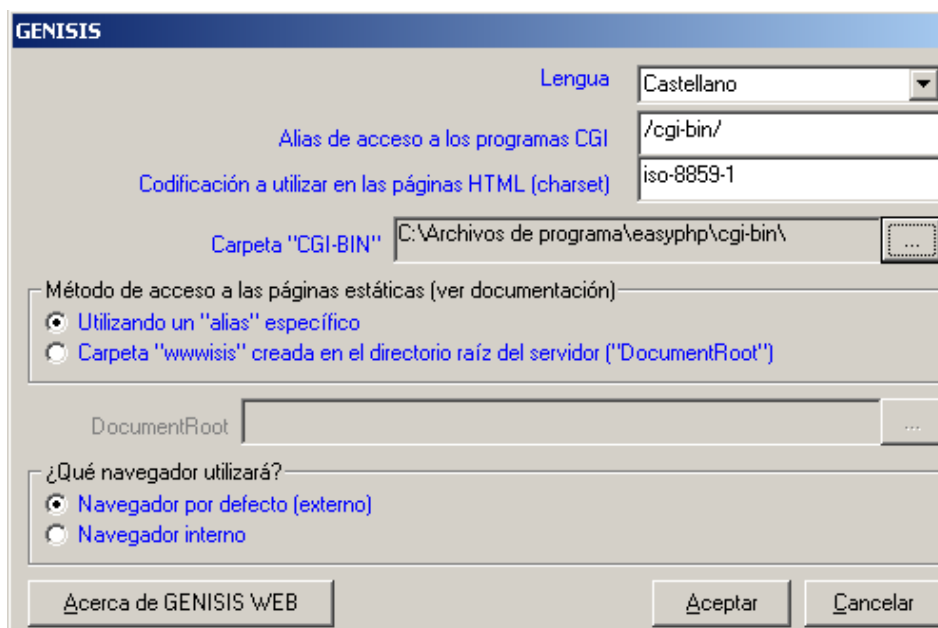 GENISIS
Lengua Castellano
Alias de acceso a los programas CGI /cgi-bin/
Codificación a utilizar en las páginas HTML (charset) iso-8859-1
Carpeta "CGI-BIN" C:\Archivos de programa\easyphp\cgi-bin\ ...
Método de acceso a las páginas estáticas (ver documentación)
Utilizando un "alias" específico
Carpeta "wwwisis" creada en el directorio raíz del servidor ("DocumentRoot")
DocumentRoot ...
¿Qué navegador utilizará?
Navegador por defecto (externo)
Navegador interno
Acerca de GENISIS WEB Aceptar Cancelar